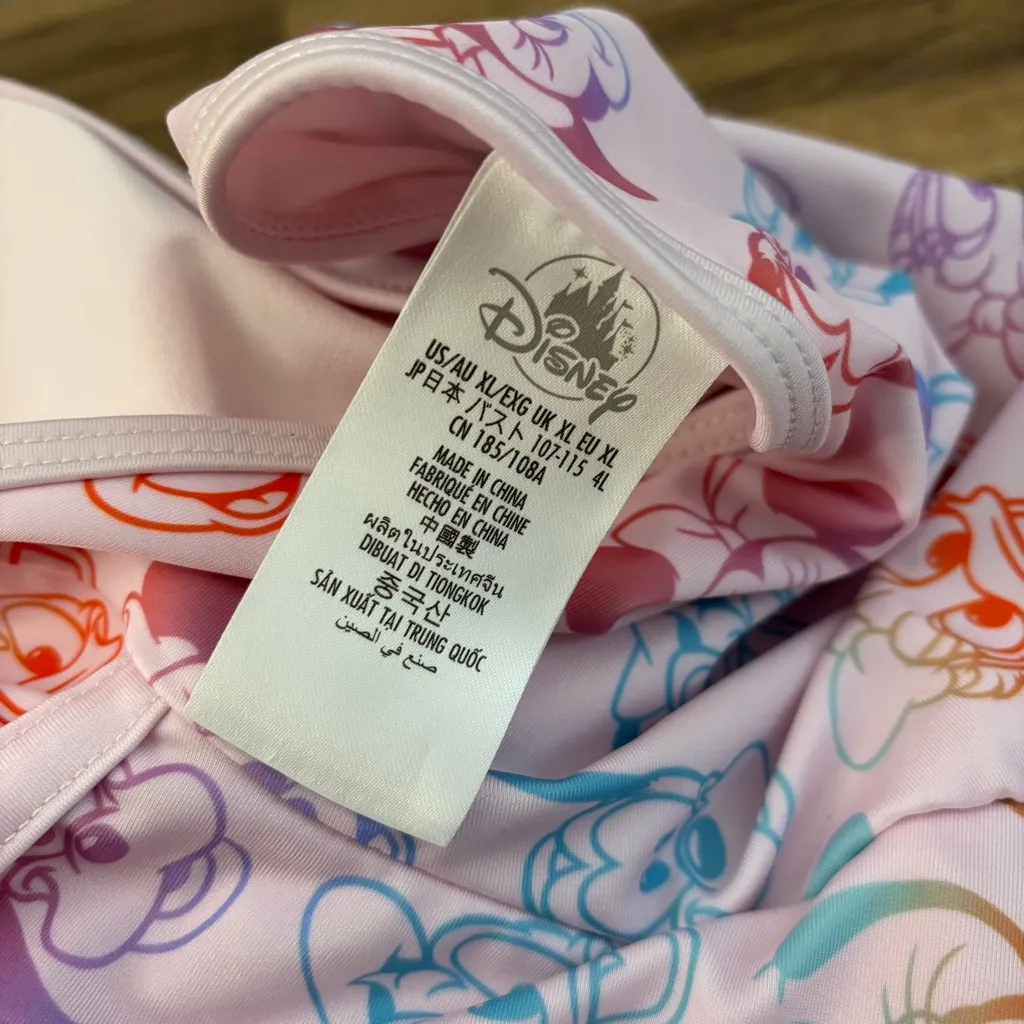 Disney
US/AU XL/EXG UK XL EU XL
JP日本 バスト 107-115 4L
CN 185/108A
MADE IN CHINA
FABRIQUÉ EN CHINE
HECHO EN CHINA
中國製
ผลิตในประเทศจีน
DIBUAT DI TIONGKOK
중국산
SẢN XUẤT TẠI TRUNG QUỐC
صنع في الصين